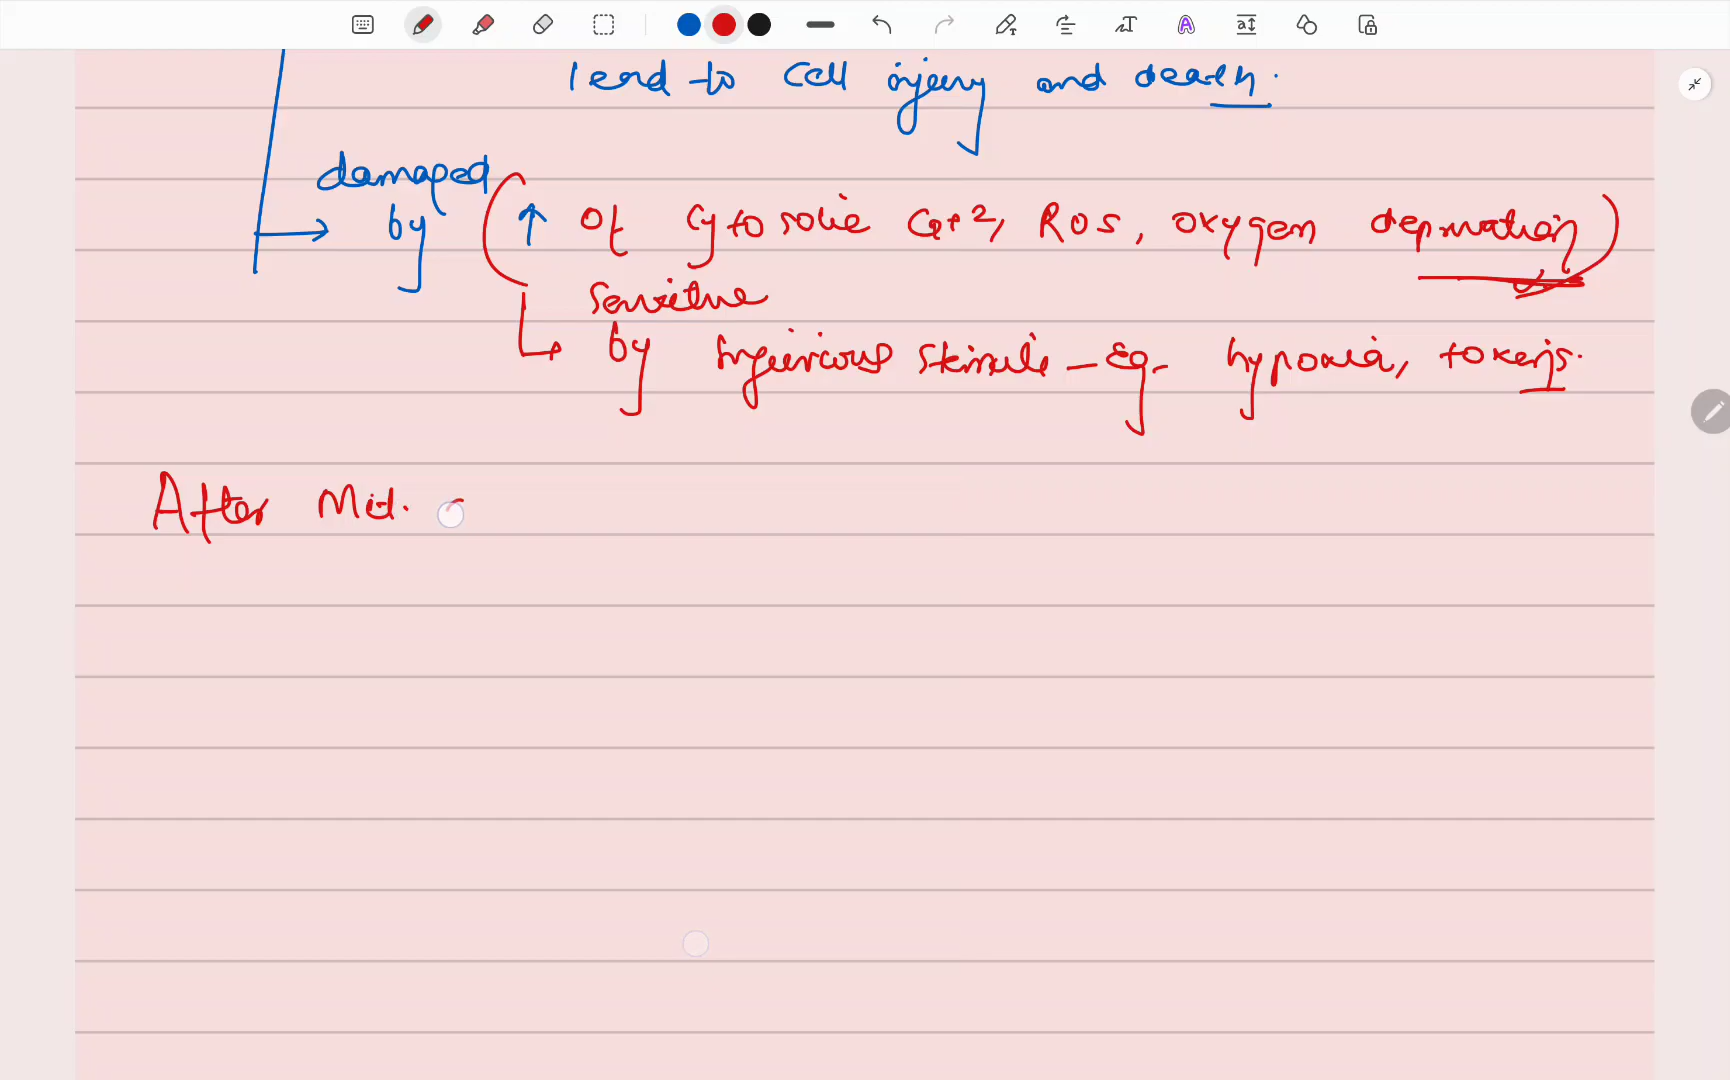 lead to cell injury and death.
damaged
by ↑ of cytosolic Ca+2, ROS, oxygen deprivation
sensitive
by injurious stimuli - Eg. hypoxia, toxins.
After Mit.